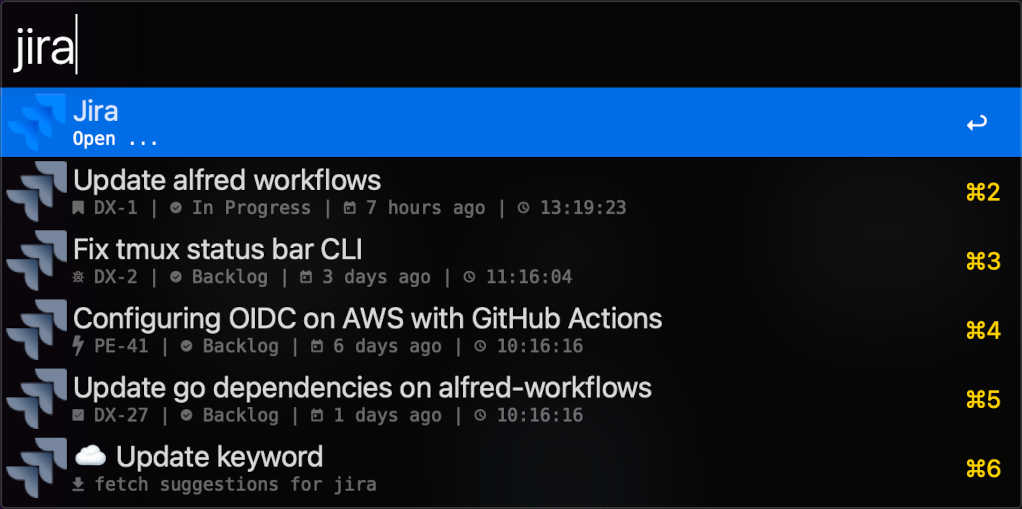 jira
Jira
Open ...
Update alfred workflows
DX-1 | In Progress | 7 hours ago | 13:19:23
⌘2
Fix tmux status bar CLI
DX-2 | Backlog | 3 days ago | 11:16:04
⌘3
Configuring OIDC on AWS with GitHub Actions
PE-41 | Backlog | 6 days ago | 10:16:16
⌘4
Update go dependencies on alfred-workflows
DX-27 | Backlog | 1 days ago | 10:16:16
⌘5
☁️ Update keyword
fetch suggestions for jira
⌘6